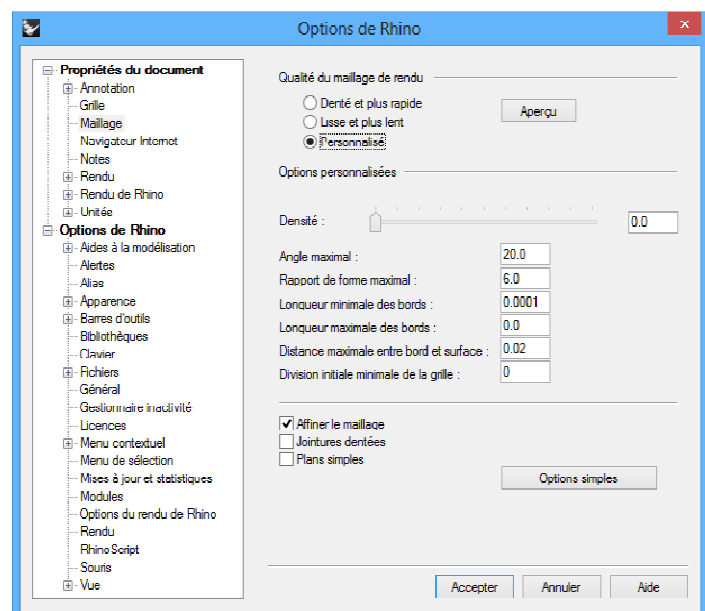 Options de Rhino
x
Propriétés du document
Annotation
Grille
Maillage
Navigateur Internet
Notes
Rendu
Rendu de Rhino
Unitée
Options de Rhino
Aides à la modélisation
Alertes
Alias
Apparence
Barres d'outils
Bibliothèques
Clavier
Fichiers
Général
Gestionnaire inactivité
Licences
Menu contextuel
Menu de sélection
Mises à jour et statistiques
Modules
Options du rendu de Rhino
Rendu
RhinoScript
Souris
Vue
Qualité du maillage de rendu
Denté et plus rapide
Lisse et plus lent
Personnalisé
Aperçu
Options personnalisées
Densité : 0.0
Angle maximal : 20.0
Rapport de forme maximal : 6.0
Longueur minimale des bords : 0.0001
Longueur maximale des bords : 0.0
Distance maximale entre bord et surface : 0.02
Division initiale minimale de la grille : 0
Affiner le maillage
Jointures dentées
Plans simples
Options simples
Accepter Annuler Aide